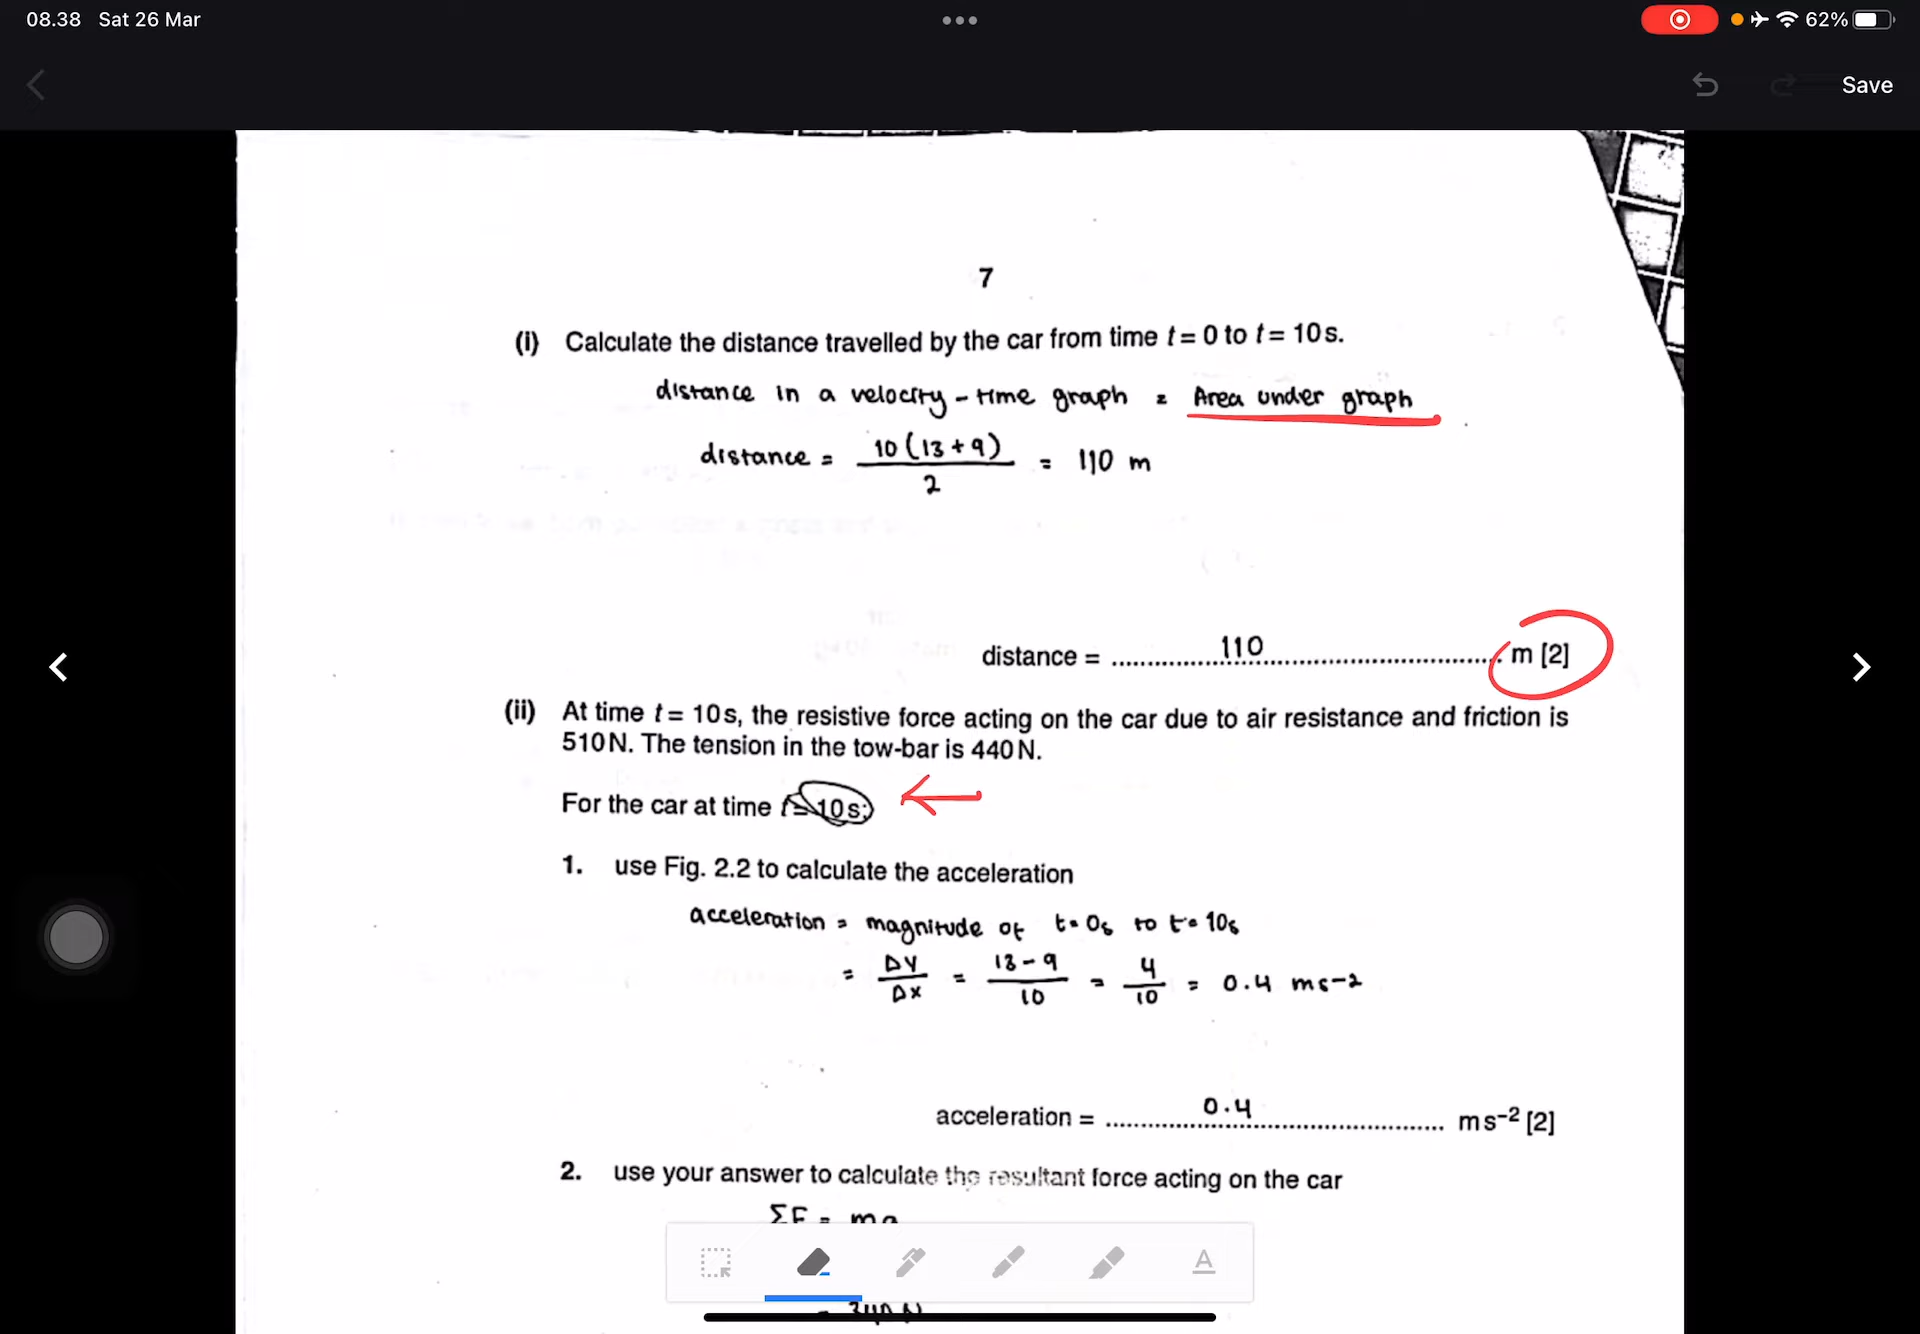 08.38 Sat 26 Mar
62%
Save
7
(i) Calculate the distance travelled by the car from time t = 0 to t = 10 s.
distance in a velocity - time graph = Area under graph
distance = 10 (13 + 9) / 2 = 110 m
distance = 110 m [2]
(ii) At time t = 10 s, the resistive force acting on the car due to air resistance and friction is
510 N. The tension in the tow-bar is 440 N.
For the car at time t = 10 s:
1. use Fig. 2.2 to calculate the acceleration
acceleration = magnitude of t = 0s to t = 10s
= Δy / Δx = 13 - 9 / 10 = 4 / 10 = 0.4 ms-2
acceleration = 0.4 ms⁻² [2]
2. use your answer to calculate the resultant force acting on the car
ΣF = ma
A